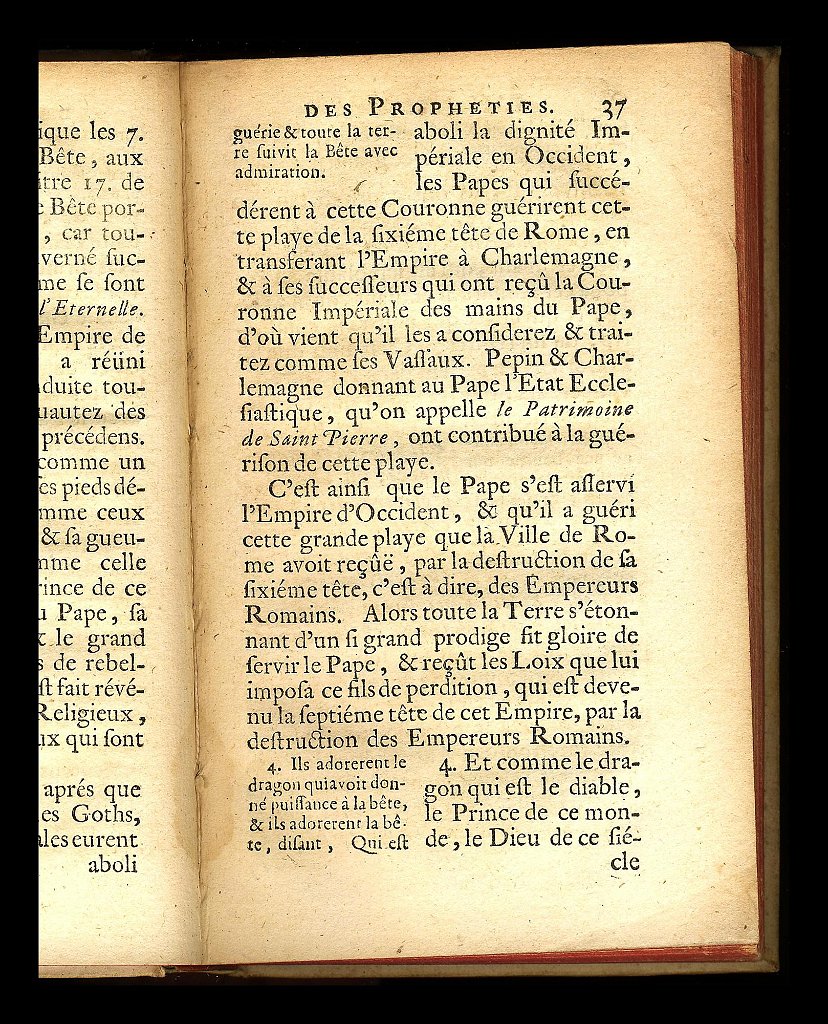 ique les 7.
Bête, aux
itre 17. de
Bête por-
, car tou-
verné ſuc-
me ſe ſont
l'Eternelle.
Empire de
a réüni
duite tou-
uautez des
précédens.
comme un
es pieds dé-
mme ceux
& ſa gueu-
mme celle
rince de ce
u Pape, ſa
le grand
s de rebel-
ſt fait révé-
Religieux,
ux qui ſont
aprés que
es Goths,
ales eurent
aboli
DES PROPHETIES. 37
guérie & toute la ter-
re ſuivit la Bête avec
admiration.
aboli la dignité Im-
périale en Occident,
les Papes qui ſuccé-
dérent à cette Couronne guérirent cet-
te playe de la ſixiéme tête de Rome, en
transferant l'Empire à Charlemagne,
& à ſes ſucceſſeurs qui ont reçû la Cou-
ronne Impériale des mains du Pape,
d'où vient qu'il les a conſiderez & trai-
tez comme ſes Vaſſaux. Pepin & Char-
lemagne donnant au Pape l'Etat Eccle-
ſiaſtique, qu'on appelle le Patrimoine
de Saint Pierre, ont contribué à la gué-
riſon de cette playe.
C'eſt ainſi que le Pape s'eſt aſſervi
l'Empire d'Occident, & qu'il a guéri
cette grande playe que la Ville de Ro-
me avoit reçûë, par la deſtruction de ſa
ſixiéme tête, c'eſt à dire, des Empereurs
Romains. Alors toute la Terre s'éton-
nant d'un ſi grand prodige fit gloire de
ſervir le Pape, & reçût les Loix que lui
impoſa ce fils de perdition, qui eſt deve-
nu la ſeptiéme tête de cet Empire, par la
deſtruction des Empereurs Romains.
4. Ils adorerent le
dragon qui avoit don-
né puiſſance à la bête,
& ils adorerent la bê-
te, diſant, Qui eſt
4. Et comme le dra-
gon qui eſt le diable,
le Prince de ce mon-
de, le Dieu de ce ſié-
cle